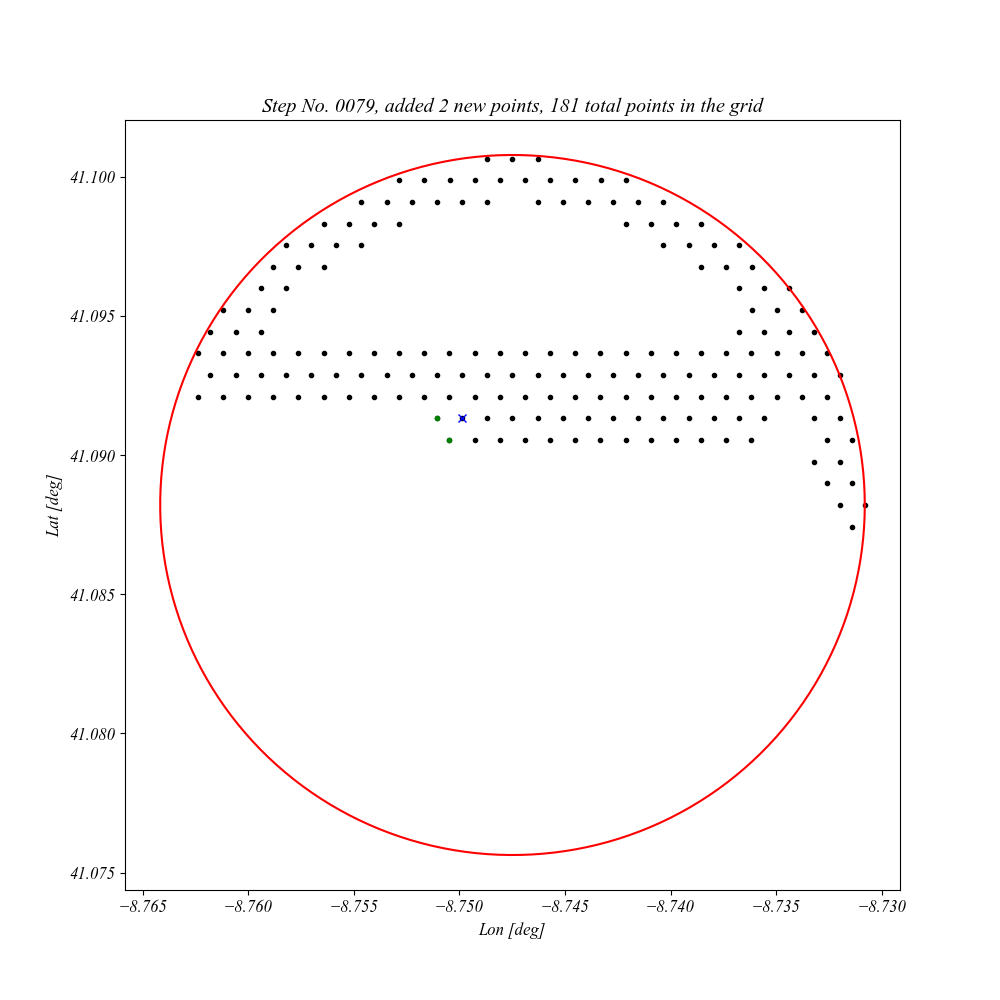 Step No. 0079, added 2 new points, 181 total points in the grid
41.100
41.095
41.090
41.085
41.080
41.075
Lat [deg]
−8.765 −8.760 −8.755 −8.750 −8.745 −8.740 −8.735 −8.730
Lon [deg]